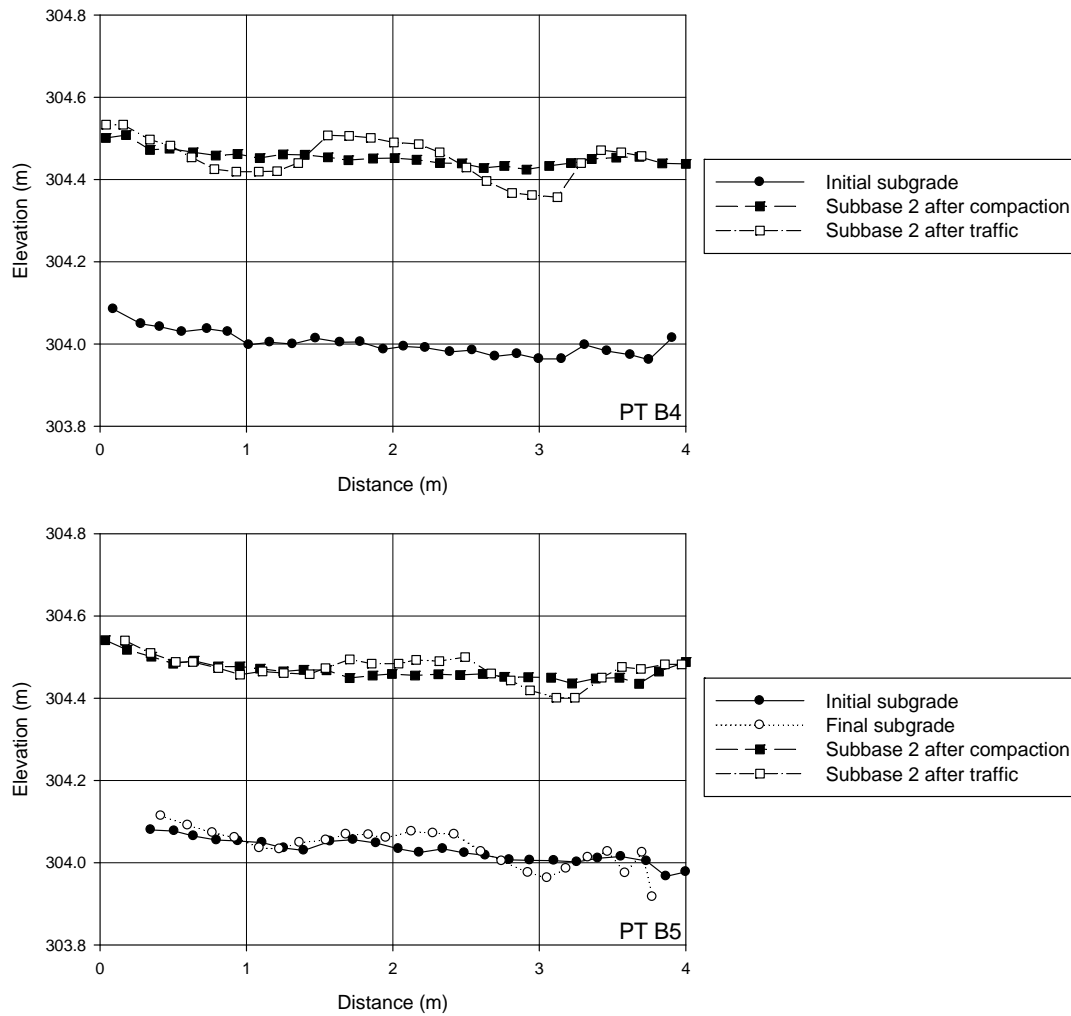 304.8
304.6
304.4
304.2
304.0
303.8
Elevation (m)
0
1
2
3
4
Distance (m)
PT B4
Initial subgrade
Subbase 2 after compaction
Subbase 2 after traffic
304.8
304.6
304.4
304.2
304.0
303.8
Elevation (m)
0
1
2
3
4
Distance (m)
PT B5
Initial subgrade
Final subgrade
Subbase 2 after compaction
Subbase 2 after traffic